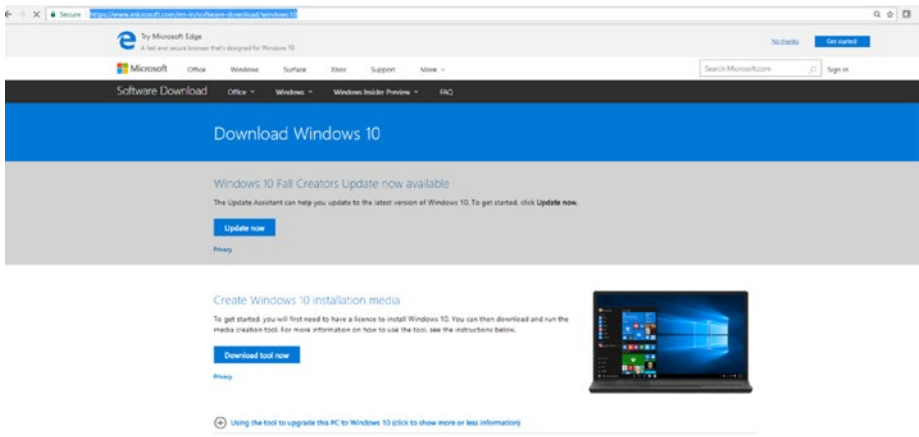 Secure
https://www.microsoft.com/en-in/software-download/windows10
Try Microsoft Edge
A fast and secure browser that's designed for Windows 10
No thanks
Get started
Microsoft Office Windows Surface Xbox Support More
Search Microsoft.com
Sign in
Software Download Office Windows Windows Insider Preview FAQ
Download Windows 10
Windows 10 Fall Creators Update now available
The Update Assistant can help you update to the latest version of Windows 10. To get started, click Update now.
Update now
Privacy
Create Windows 10 installation media
To get started, you will first need to have a licence to install Windows 10. You can then download and run the
media creation tool. For more information on how to use the tool, see the instructions below.
Download tool now
Privacy
Using the tool to upgrade this PC to Windows 10 (click to show more or less information)